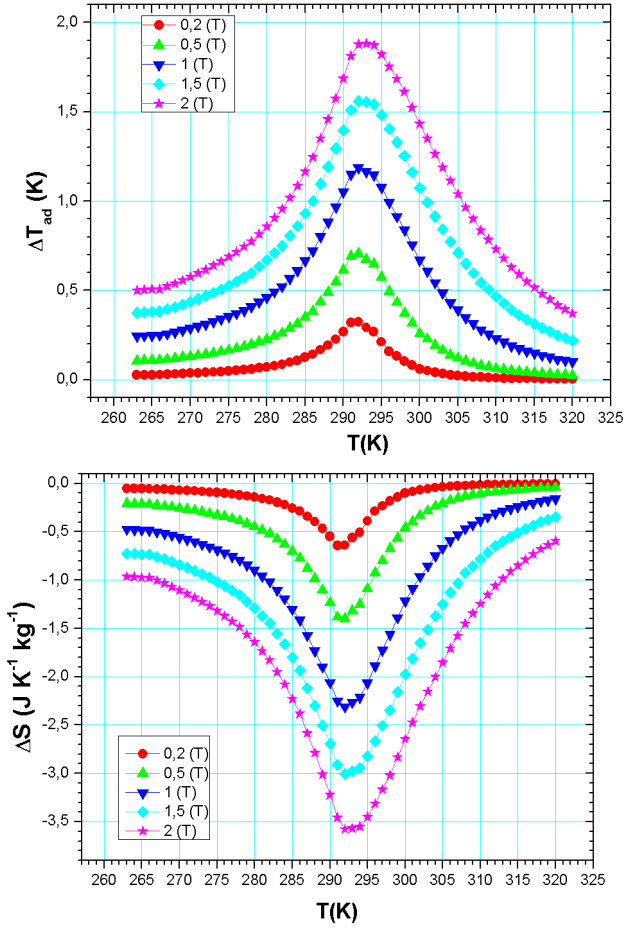 0,2 (T)
0,5 (T)
1 (T)
1,5 (T)
2 (T)
2,0
1,5
1,0
0,5
0,0
ΔT_ad (K)
260 265 270 275 280 285 290 295 300 305 310 315 320 325
T(K)
0,0
-0,5
-1,0
-1,5
-2,0
-2,5
-3,0
-3,5
ΔS (J K⁻¹ kg⁻¹)
0,2 (T)
0,5 (T)
1 (T)
1,5 (T)
2 (T)
260 265 270 275 280 285 290 295 300 305 310 315 320 325
T(K)